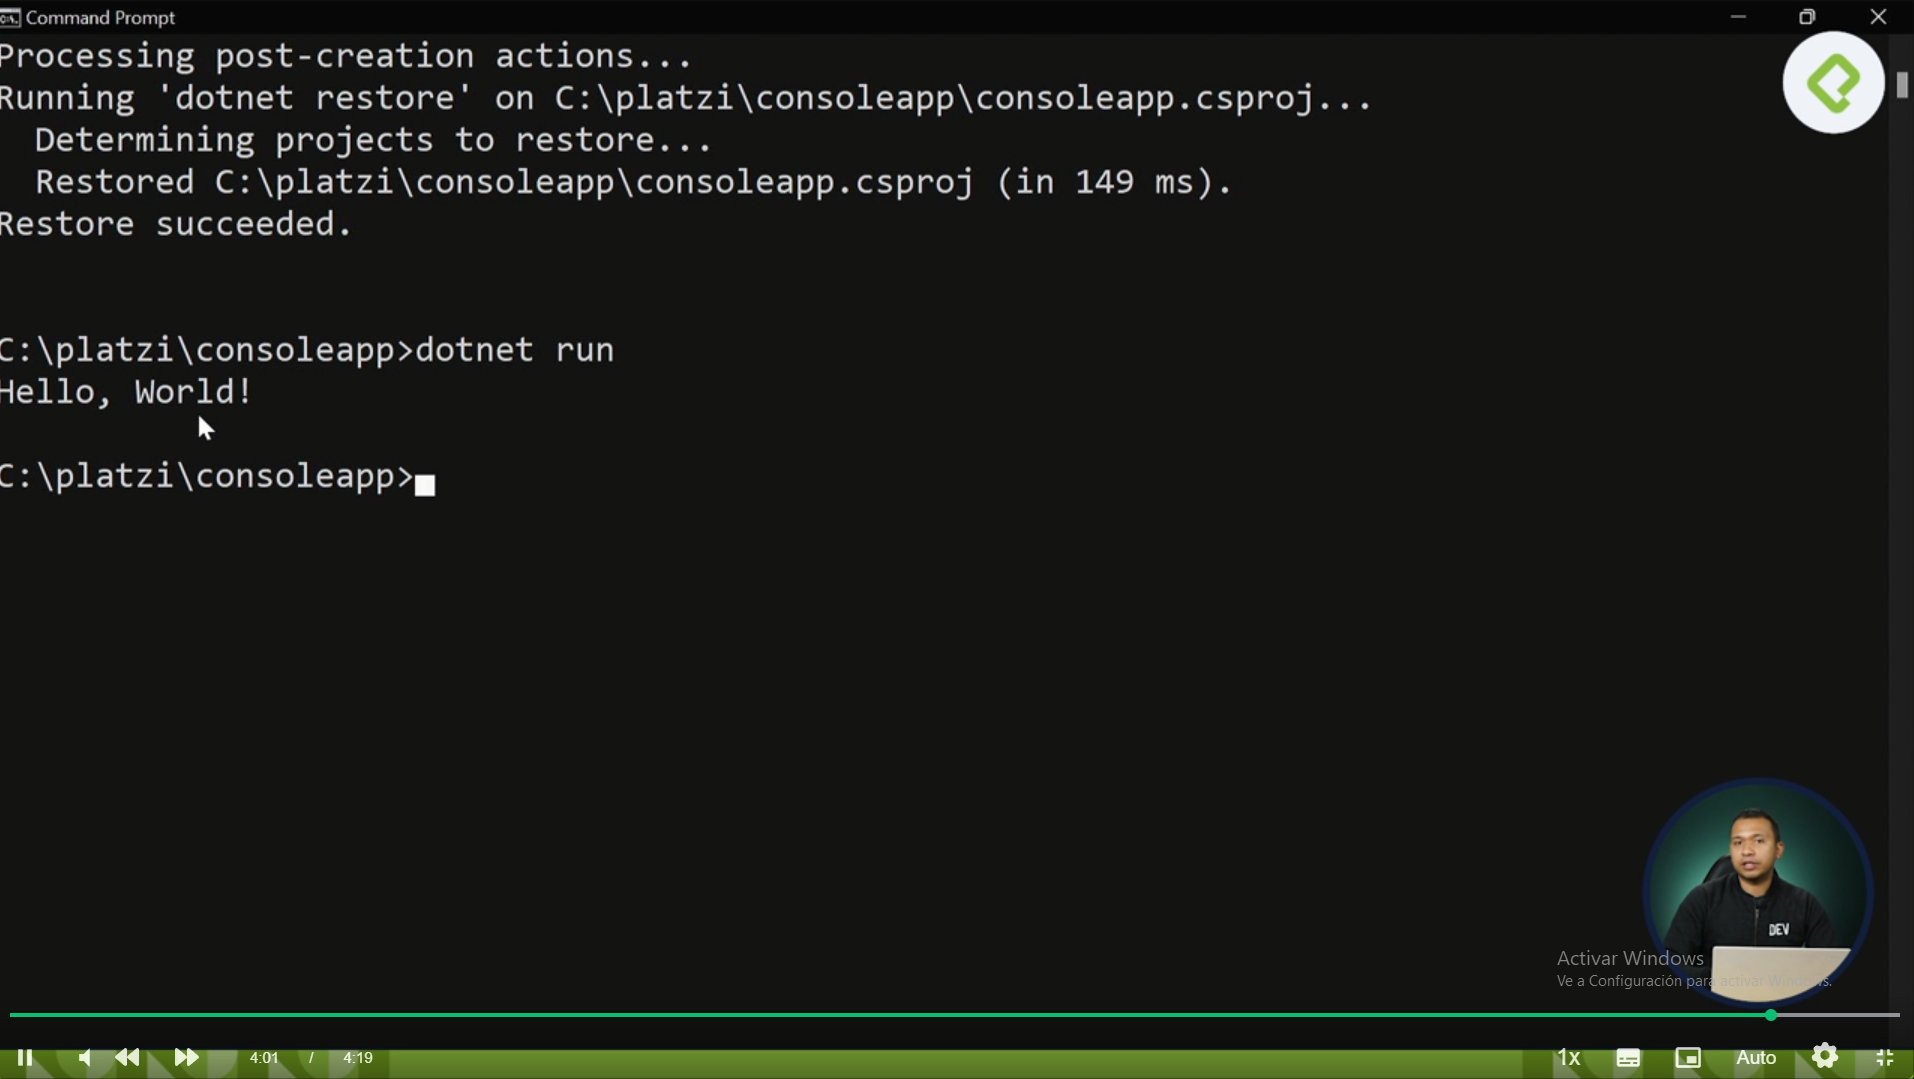 Command Prompt
Processing post-creation actions...
Running 'dotnet restore' on C:\platzi\consoleapp\consoleapp.csproj...
Determining projects to restore...
Restored C:\platzi\consoleapp\consoleapp.csproj (in 149 ms).
Restore succeeded.
C:\platzi\consoleapp>dotnet run
Hello, World!
C:\platzi\consoleapp>
DEV
Activar Windows
Ve a Configuración para activar Windows.
4:01 / 4:19
1x
Auto